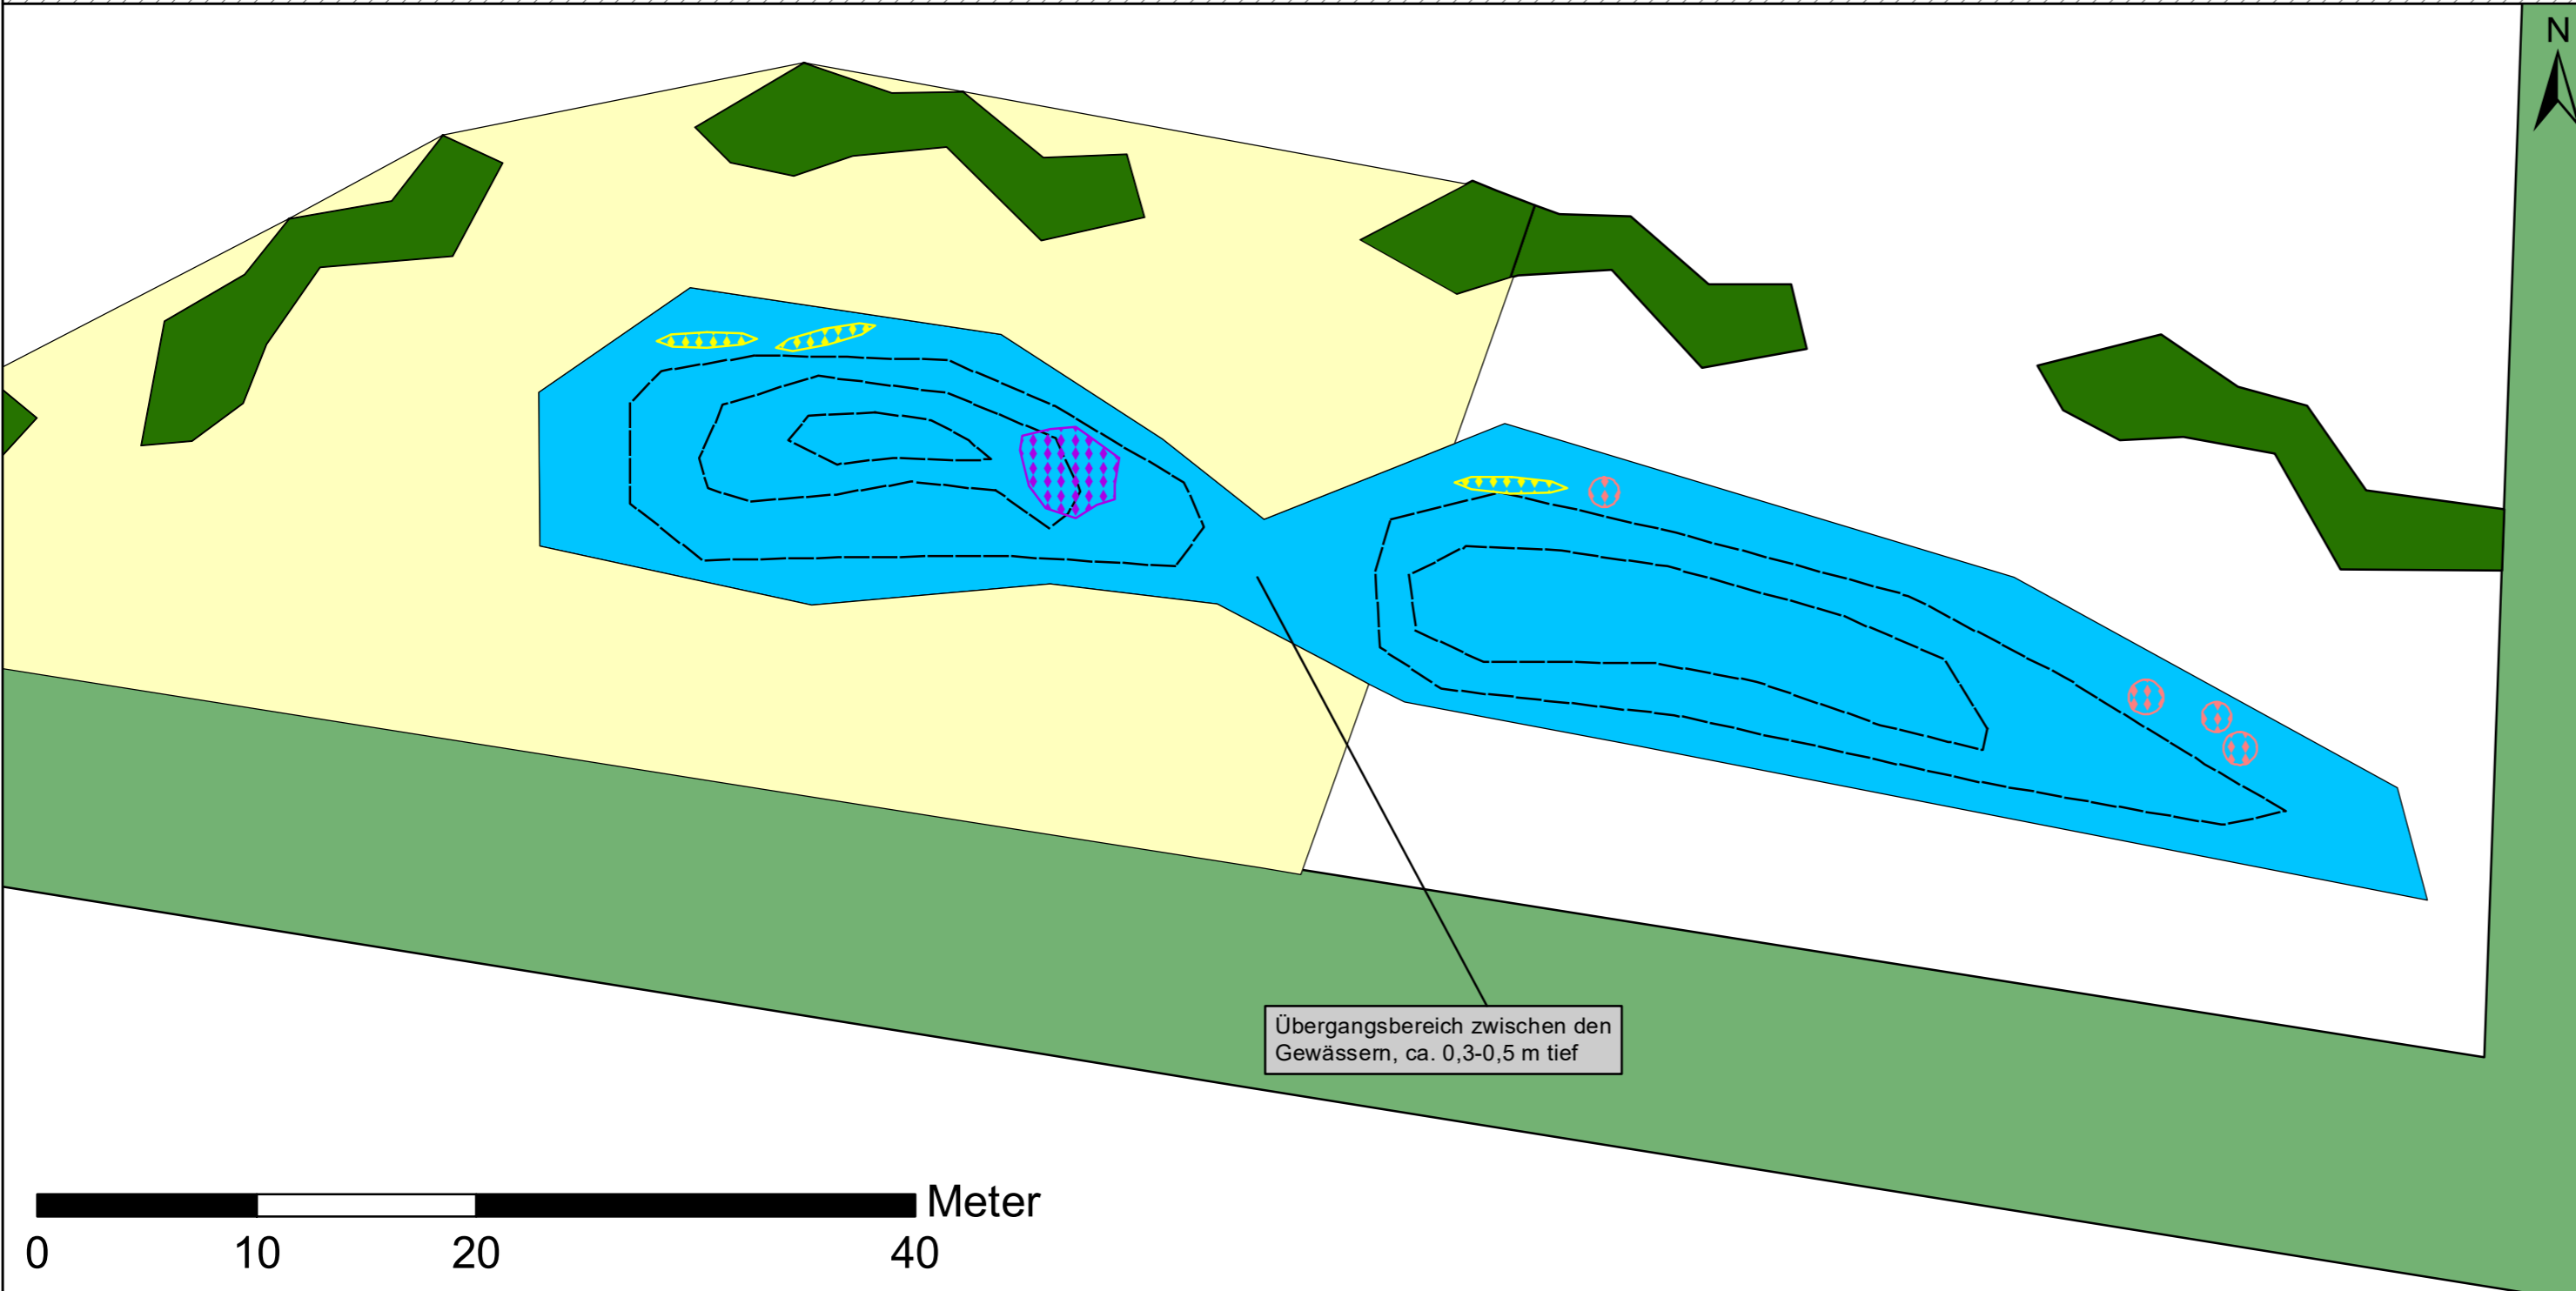 N
Übergangsbereich zwischen den
Gewässern, ca. 0,3-0,5 m tief
Meter
0 10 20 40